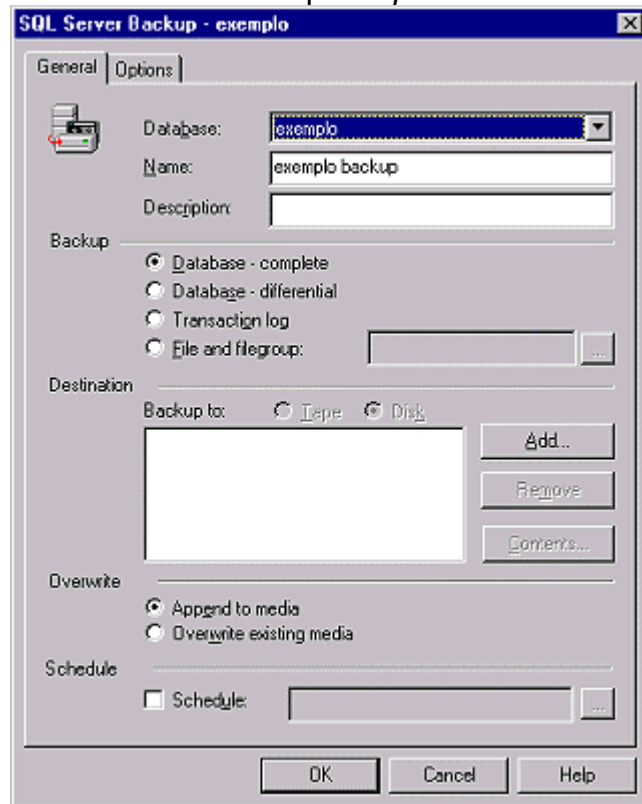 SQL Server Backup - exemplo
General Options
Database: exemplo
Name: exemplo backup
Description:
Backup
Database - complete
Database - differential
Transaction log
File and filegroup: ...
Destination
Backup to: Tape Disk
Add...
Remove
Contents...
Overwrite
Append to media
Overwrite existing media
Schedule
Schedule: ...
OK Cancel Help